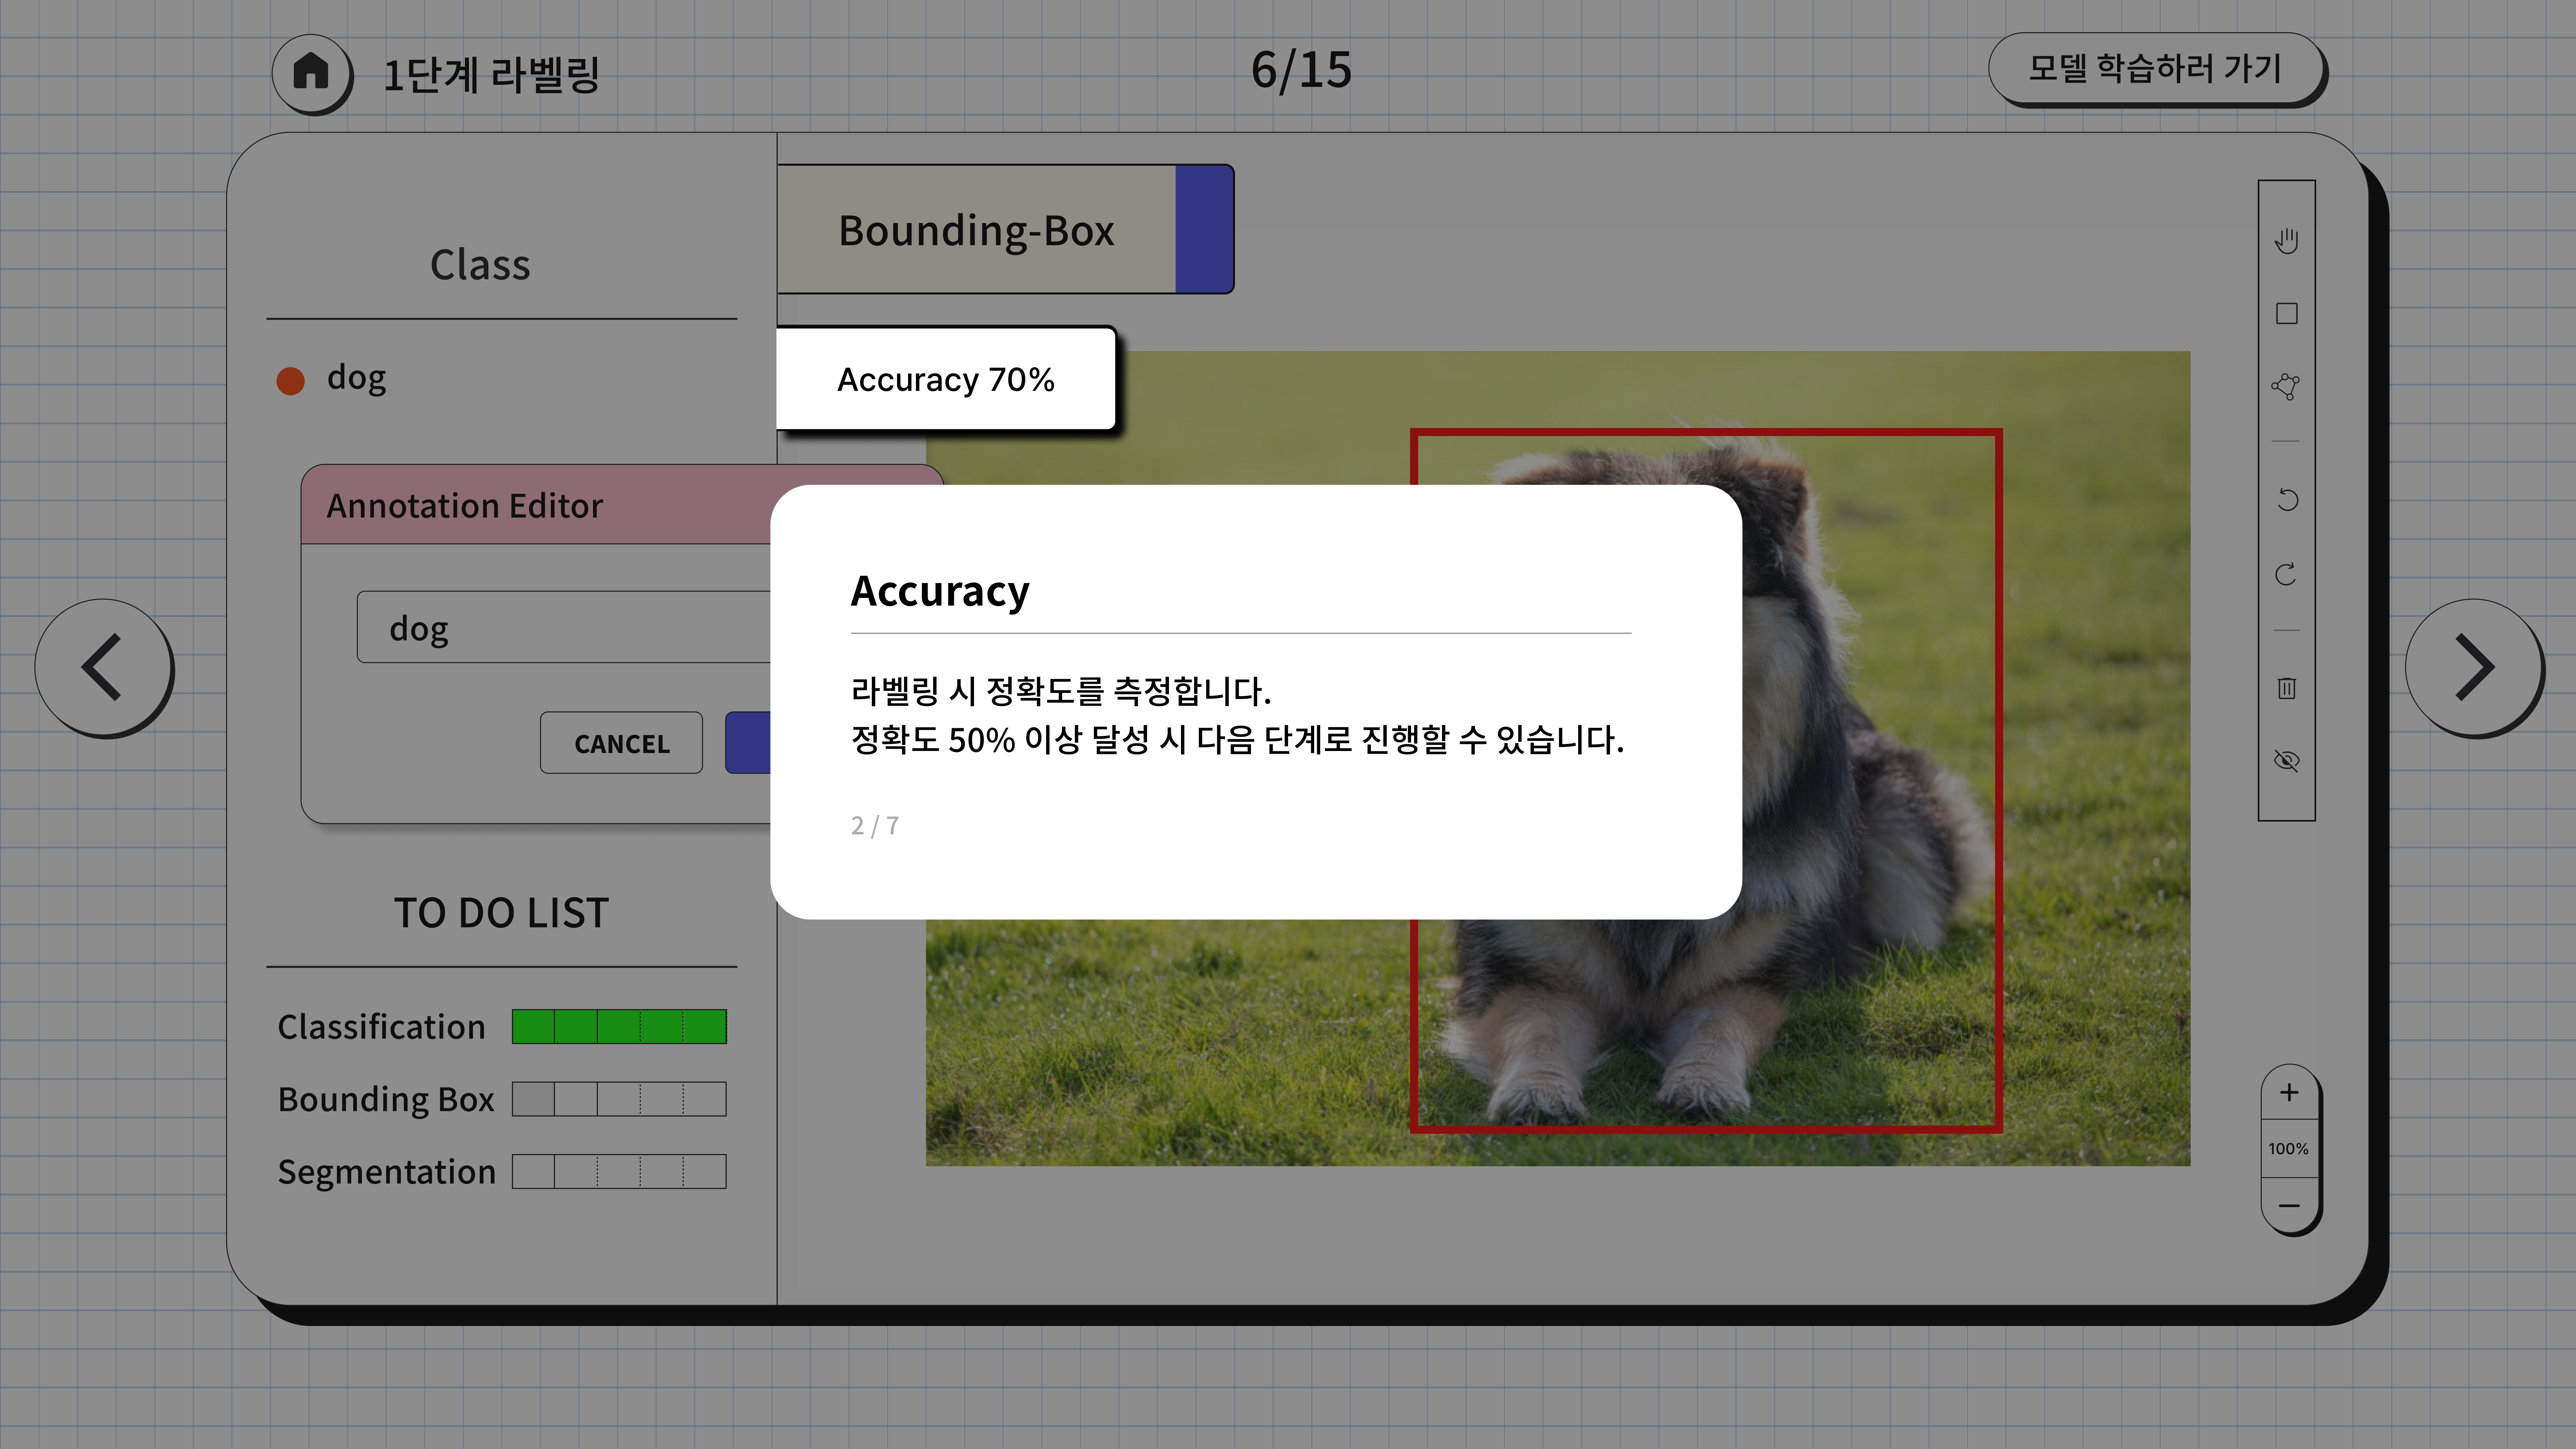 1단계 라벨링
6/15
모델 학습하러 가기
Class
dog
Bounding-Box
Accuracy 70%
Annotation Editor
dog
CANCEL
Accuracy
라벨링 시 정확도를 측정합니다.
정확도 50% 이상 달성 시 다음 단계로 진행할 수 있습니다.
2 / 7
TO DO LIST
Classification
Bounding Box
Segmentation
100%